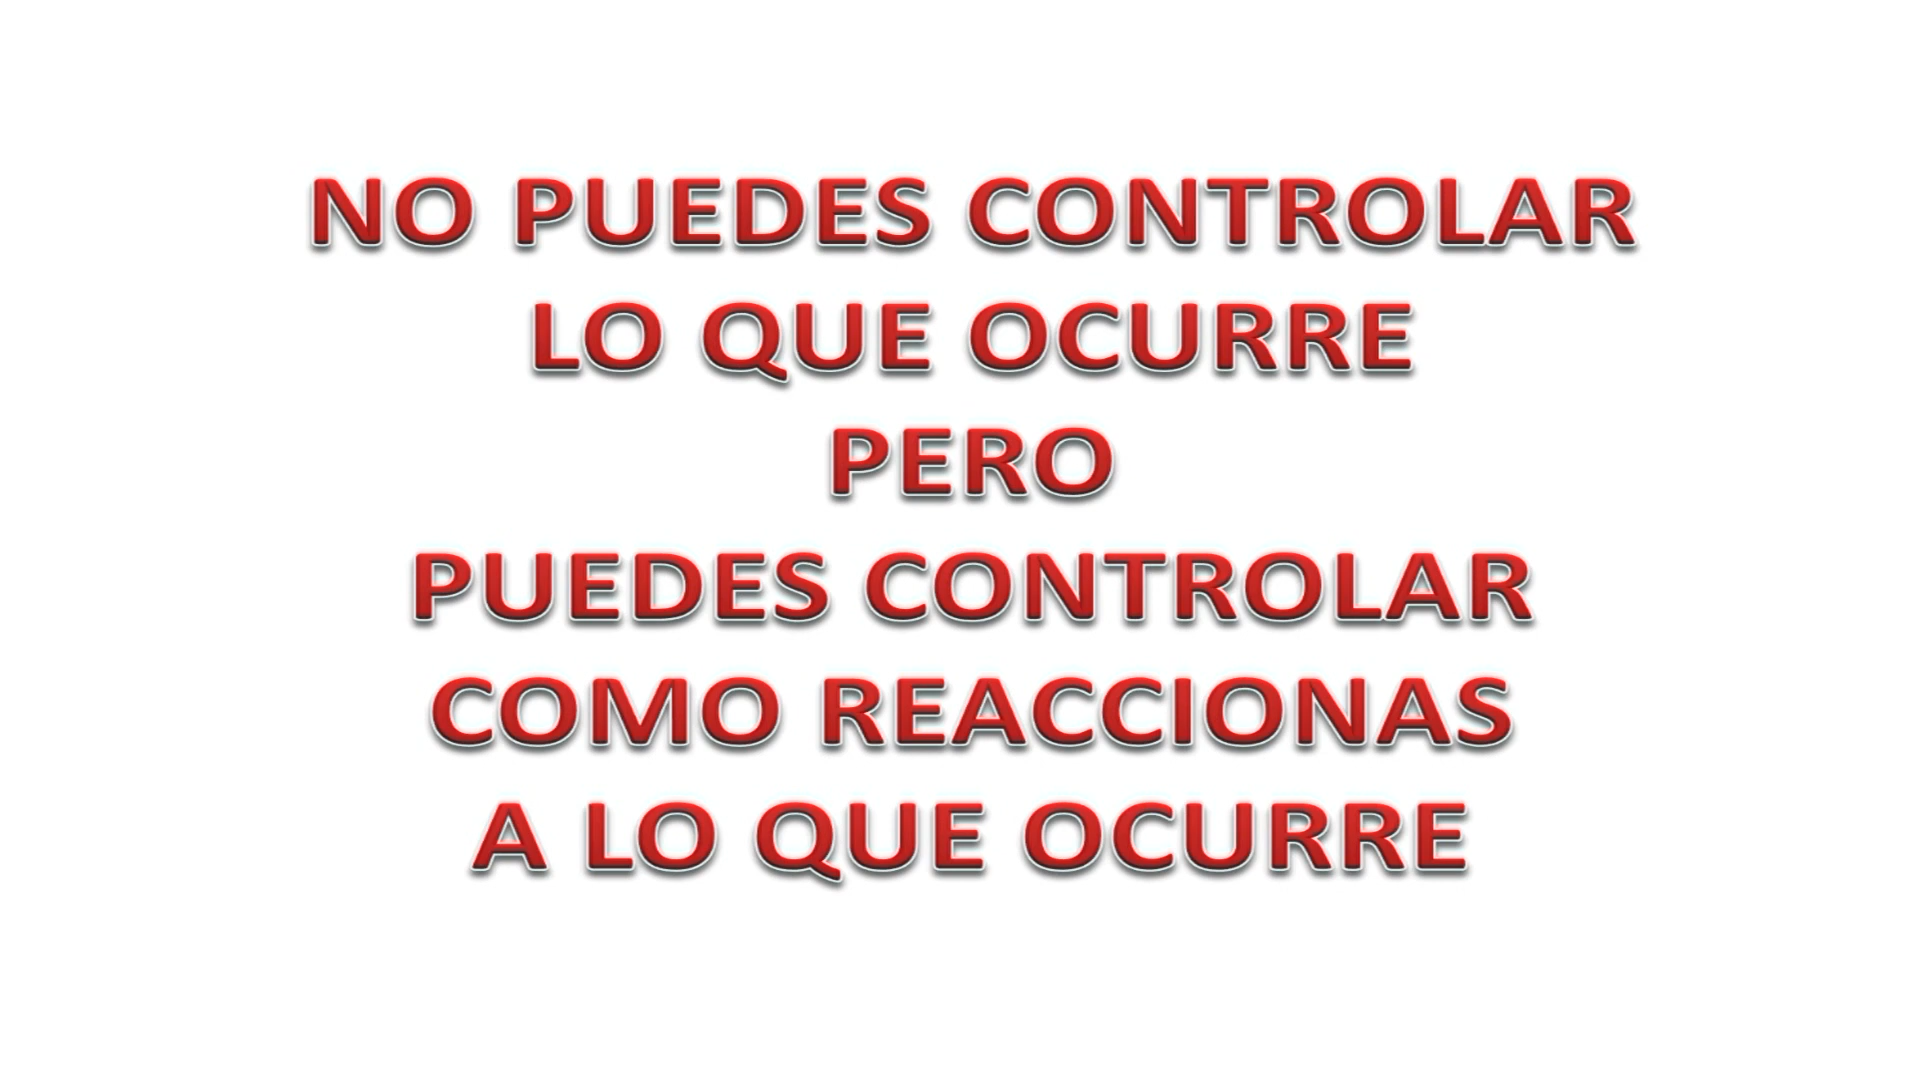 NO PUEDES CONTROLAR
LO QUE OCURRE
PERO
PUEDES CONTROLAR
COMO REACCIONAS
A LO QUE OCURRE